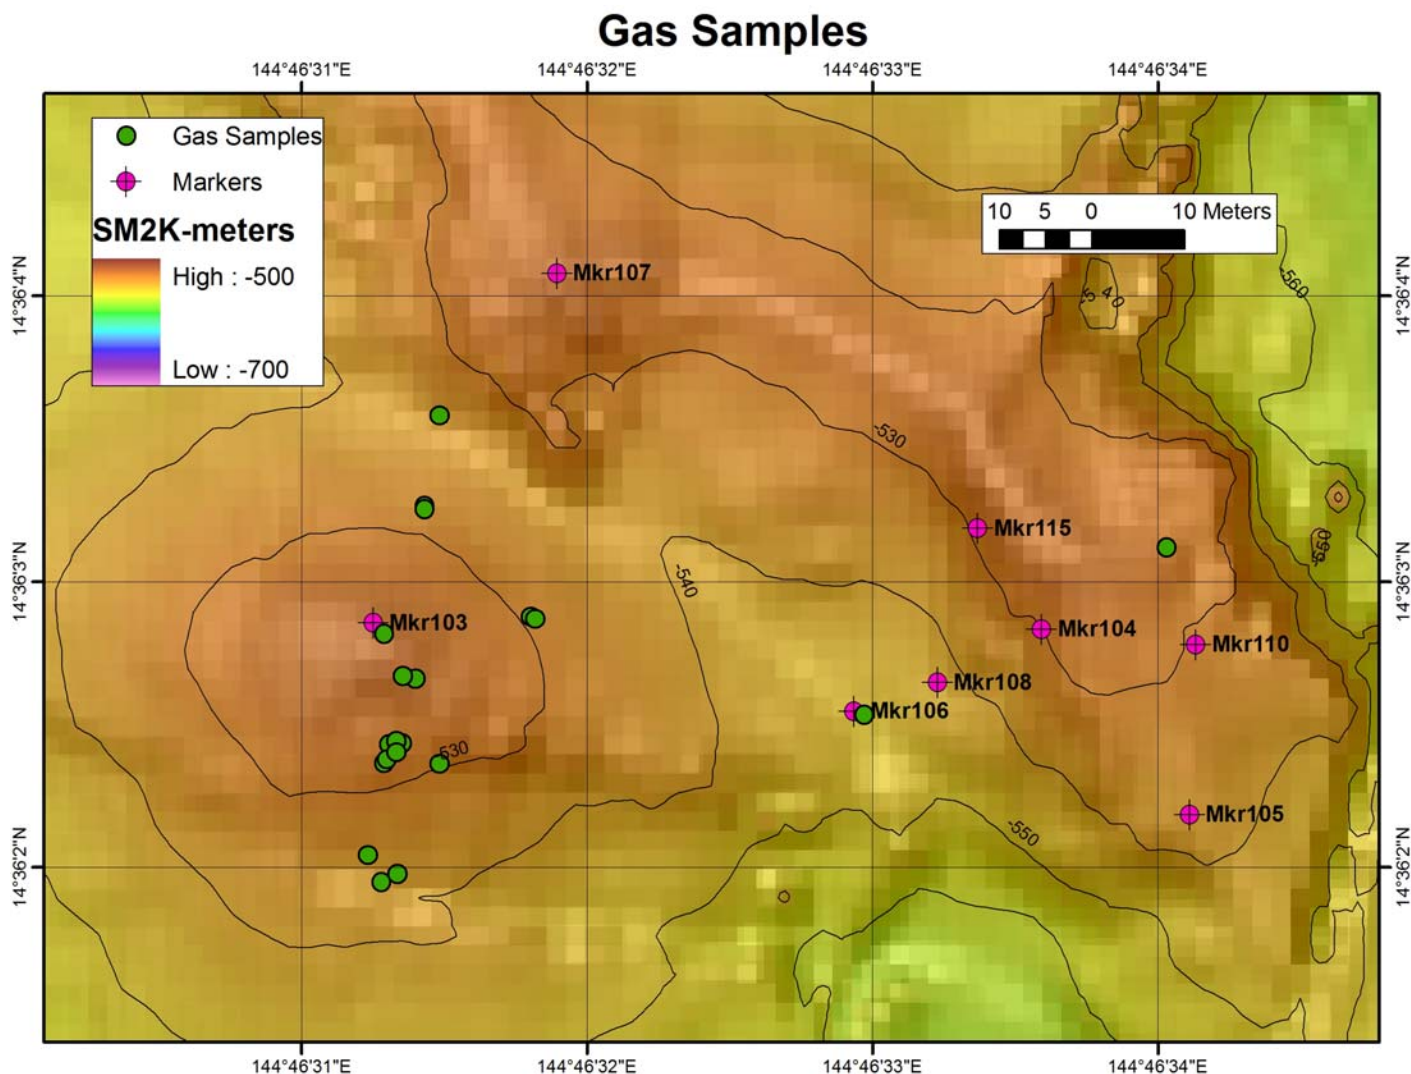 Gas Samples
144°46'31"E 144°46'32"E 144°46'33"E 144°46'34"E
Gas Samples
Markers
SM2K-meters
High : -500
Low : -700
10 5 0 10 Meters
Mkr107
14°36'4"N
14°36'4"N
-5 4 0
-560
-530
Mkr115
-550
14°36'3"N
14°36'3"N
-540
Mkr103
Mkr104
Mkr110
Mkr108
Mkr106
530
Mkr105
-550
14°36'2"N
14°36'2"N
144°46'31"E 144°46'32"E 144°46'33"E 144°46'34"E